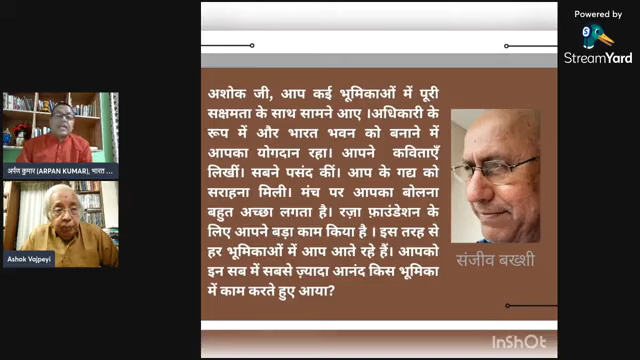 Powered by
StreamYard
अशोक जी, आप कई भूमिकाओं में पूरी
सक्षमता के साथ सामने आए ।अधिकारी के
रूप में और भारत भवन को बनाने में
आपका योगदान रहा। आपने कविताएँ
लिखीं। सबने पसंद कीं। आप के गद्य को
सराहना मिली। मंच पर आपका बोलना
बहुत अच्छा लगता है। रज़ा फ़ाउंडेशन के
लिए आपने बड़ा काम किया है । इस तरह से
हर भूमिकाओं में आप आते रहे हैं। आपको
इन सब में सबसे ज़्यादा आनंद किस भूमिका
में काम करते हुए आया?
संजीव बख्शी
अर्पण कुमार (ARPAN KUMAR), भारत ...
Ashok Vajpeyi
InShOt